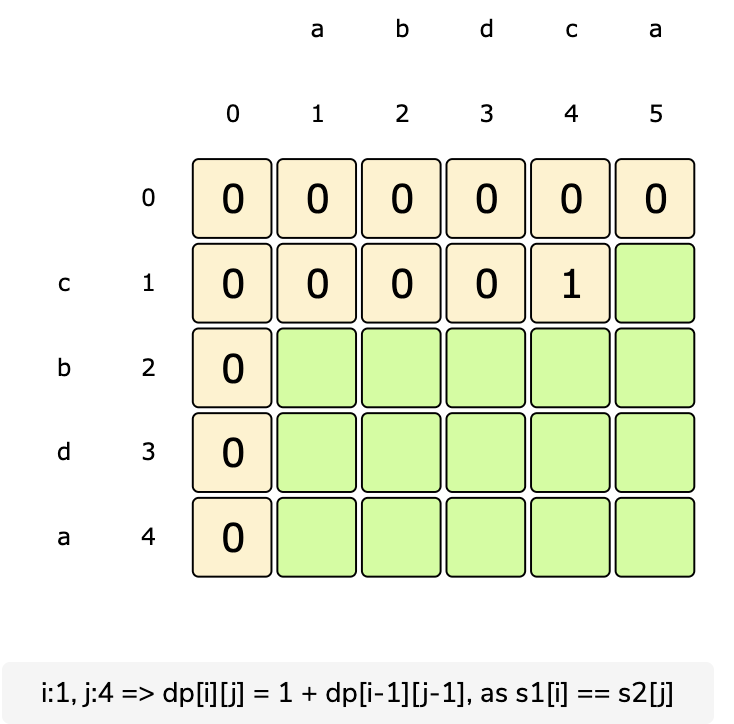 a b d c a
0 1 2 3 4 5
0 0 0 0 0 0 0
c 1 0 0 0 0 1
b 2 0
d 3 0
a 4 0
i:1, j:4 => dp[i][j] = 1 + dp[i-1][j-1], as s1[i] == s2[j]